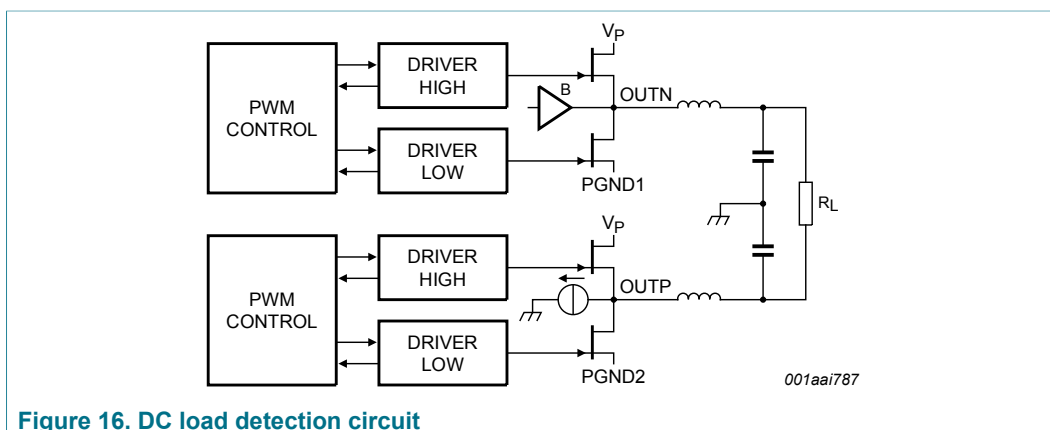 VP
DRIVER
HIGH
B
OUTN
PWM
CONTROL
DRIVER
LOW
PGND1
RL
VP
DRIVER
HIGH
OUTP
PWM
CONTROL
DRIVER
LOW
PGND2
001aai787
Figure 16. DC load detection circuit